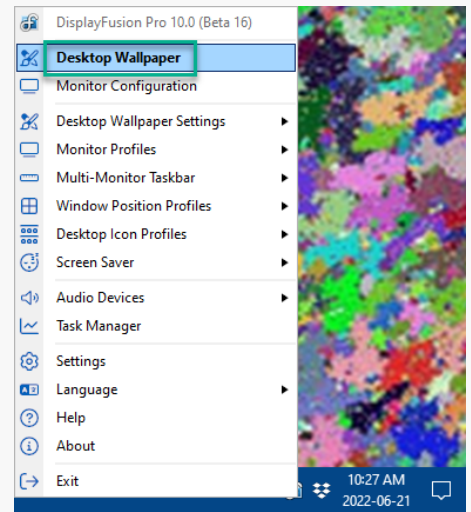 DisplayFusion Pro 10.0 (Beta 16)
Desktop Wallpaper
Monitor Configuration
Desktop Wallpaper Settings
Monitor Profiles
Multi-Monitor Taskbar
Window Position Profiles
Desktop Icon Profiles
Screen Saver
Audio Devices
Task Manager
Settings
Language
Help
About
Exit
10:27 AM
2022-06-21